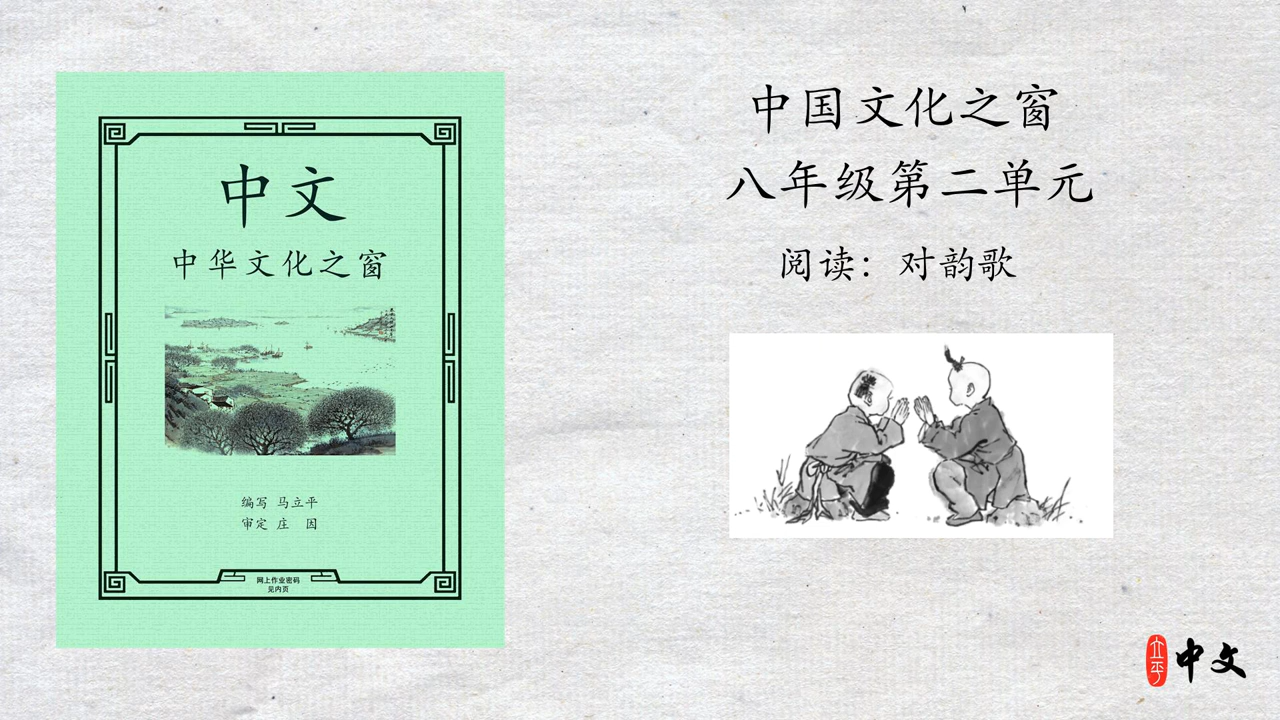 中文
中华文化之窗
编写 马立平
审定 庄 因
网上作业密码
见内页
中国文化之窗
八年级第二单元
阅读：对韵歌
立平
中文